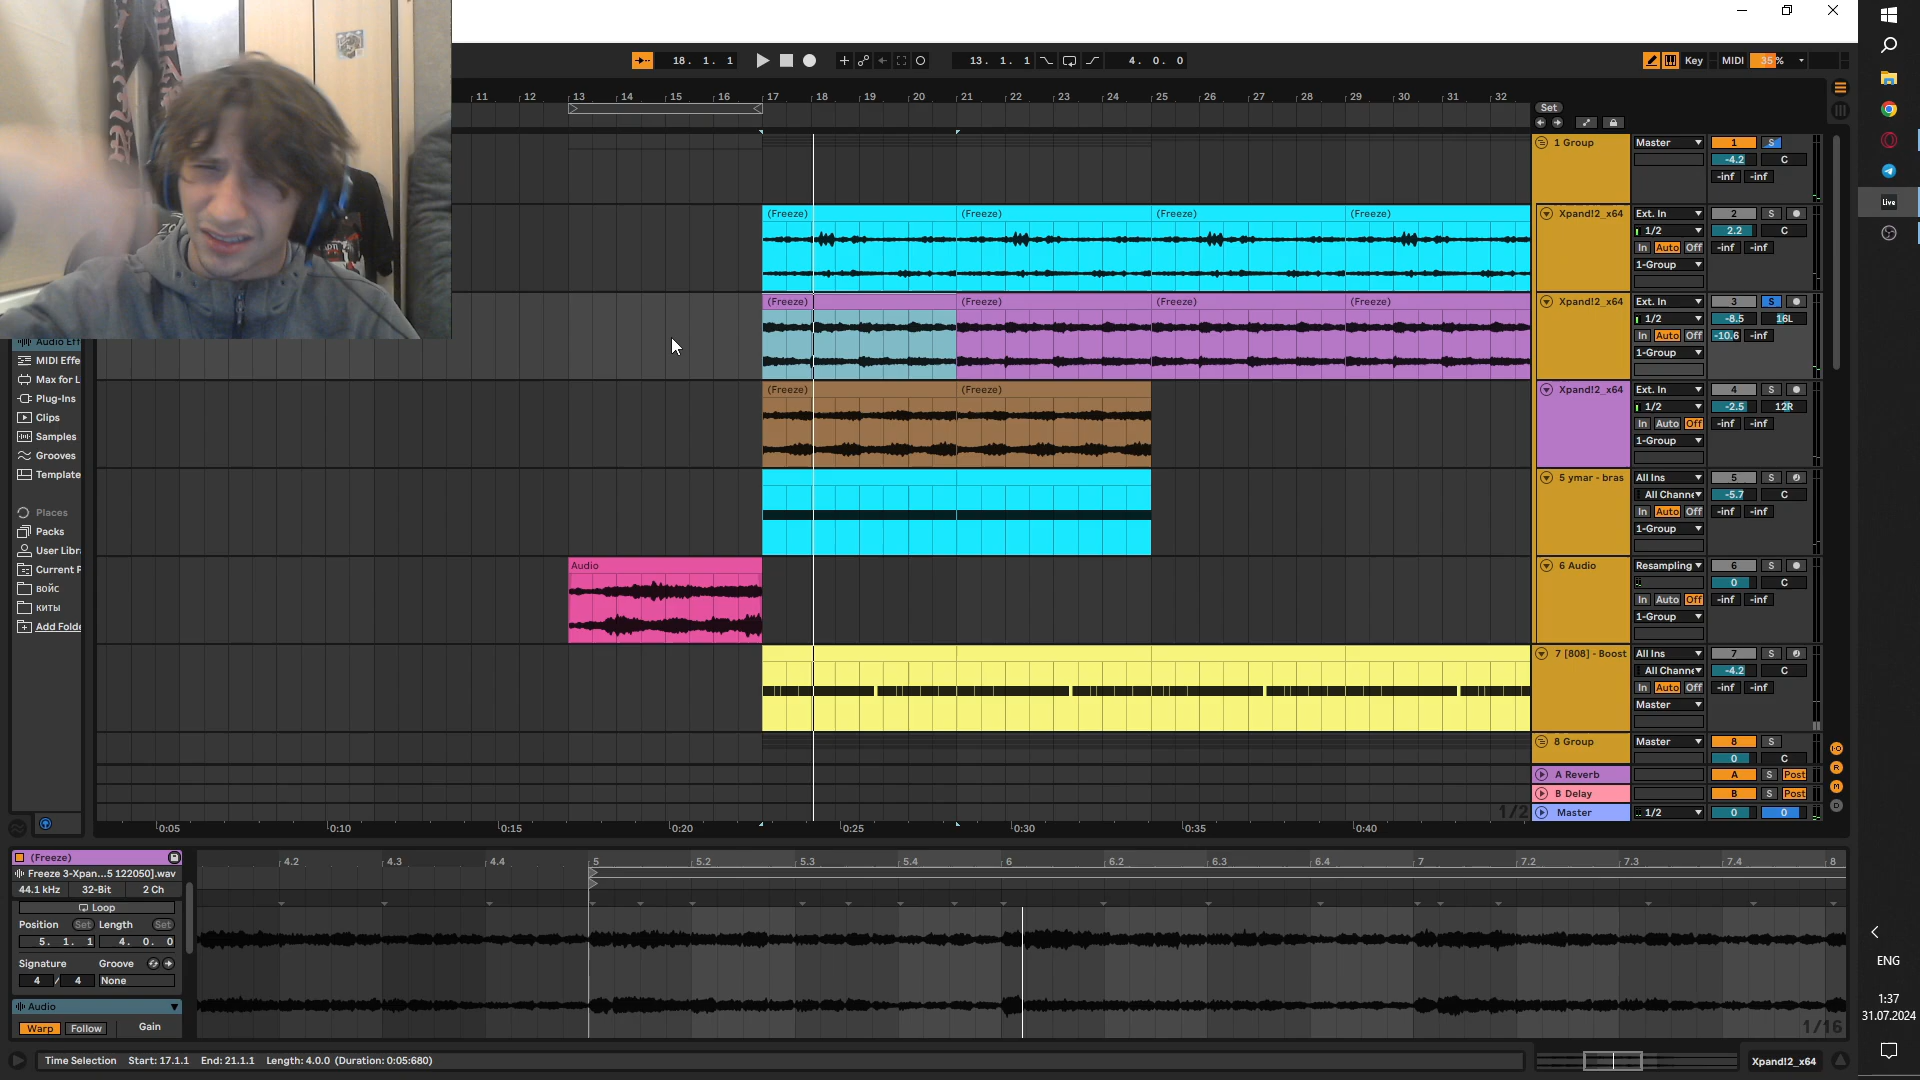 18. 1. 1
13. 1. 1
4. 0. 0
Key
MIDI
35 %
11 12 13 14 15 16 17 18 19 20 21 22 23 24 25 26 27 28 29 30 31 32
Set
1 Group Master 1 S
-4.2 C
-inf -inf
(Freeze) (Freeze) (Freeze) (Freeze) Xpand!2_x64 Ext. In 2 S
1/2 2.2 C
In Auto Off -inf -inf
1-Group
(Freeze) (Freeze) (Freeze) (Freeze) Xpand!2_x64 Ext. In 3 S
1/2 -8.5 16L
In Auto Off -10.6 -inf
1-Group
(Freeze) (Freeze) Xpand!2_x64 Ext. In 4 S
1/2 -2.5 12R
In Auto Off -inf -inf
1-Group
5 ymar - bras All Ins 5 S
All Channe -5.7 C
In Auto Off -inf -inf
1-Group
Audio 6 Audio Resampling 6 S
0 C
In Auto Off -inf -inf
1-Group
7 [808] - Boost All Ins 7 S
All Channe -4.2 C
In Auto Off -inf -inf
Master
8 Group Master 8 S
0 C
A Reverb A S Post
B Delay B S Post
1/2 Master 1/2 0 0
0:05 0:10 0:15 0:20 0:25 0:30 0:35 0:40
Audio Eff
MIDI Effe
Max for L
Plug-Ins
Clips
Samples
Grooves
Template
Places
Packs
User Libr
Current P
войс
киты
Add Folde
(Freeze)
Freeze 3-Xpan...5 122050].wav
44.1 kHz 32-Bit 2 Ch
Loop
Position Set Length Set
5. 1. 1 4. 0. 0
Signature Groove
4 / 4 None
Audio
Warp Follow Gain
4.2 4.3 4.4 5 5.2 5.3 5.4 6 6.2 6.3 6.4 7 7.2 7.3 7.4 8
1/16
Time Selection Start: 17.1.1 End: 21.1.1 Length: 4.0.0 (Duration: 0:05:680)
Xpand!2_x64
Live
ENG
1:37
31.07.2024